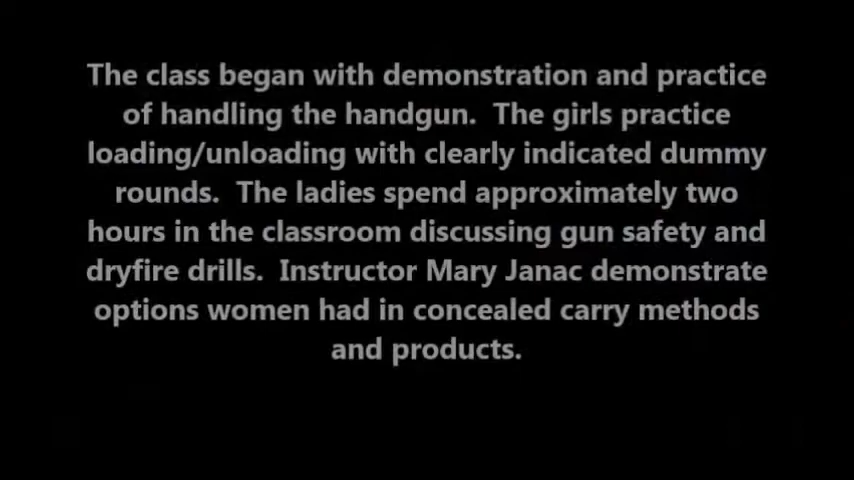 The class began with demonstration and practice
of handling the handgun.  The girls practice
loading/unloading with clearly indicated dummy
rounds.  The ladies spend approximately two
hours in the classroom discussing gun safety and
dryfire drills.  Instructor Mary Janac demonstrate
options women had in concealed carry methods
and products.